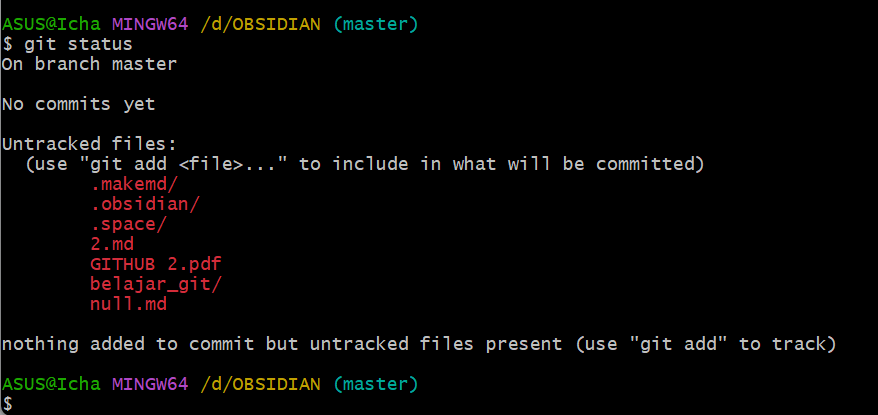 ASUS@Icha MINGW64 /d/OBSIDIAN (master)
$ git status
On branch master
No commits yet
Untracked files:
(use "git add <file>..." to include in what will be committed)
.makemd/
.obsidian/
.space/
2.md
GITHUB 2.pdf
belajar_git/
null.md
nothing added to commit but untracked files present (use "git add" to track)
ASUS@Icha MINGW64 /d/OBSIDIAN (master)
$